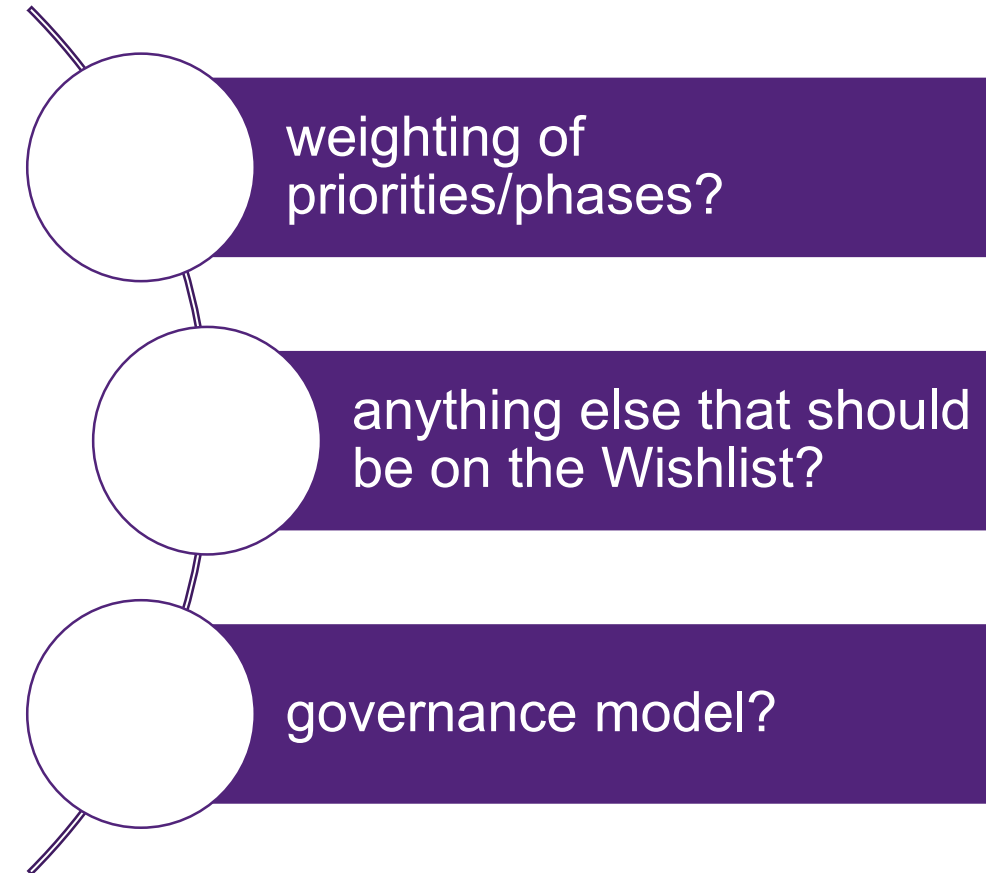 weighting of
priorities/phases?
anything else that should
be on the Wishlist?
governance model?